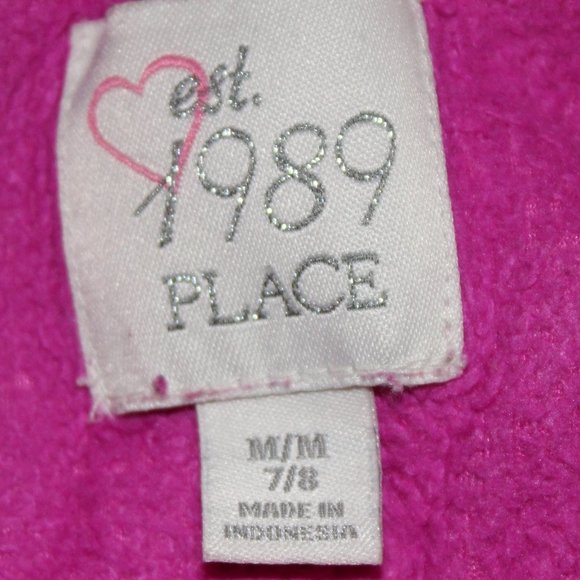 est.
1989
PLACE
M/M
7/8
MADE IN
INDONESIA